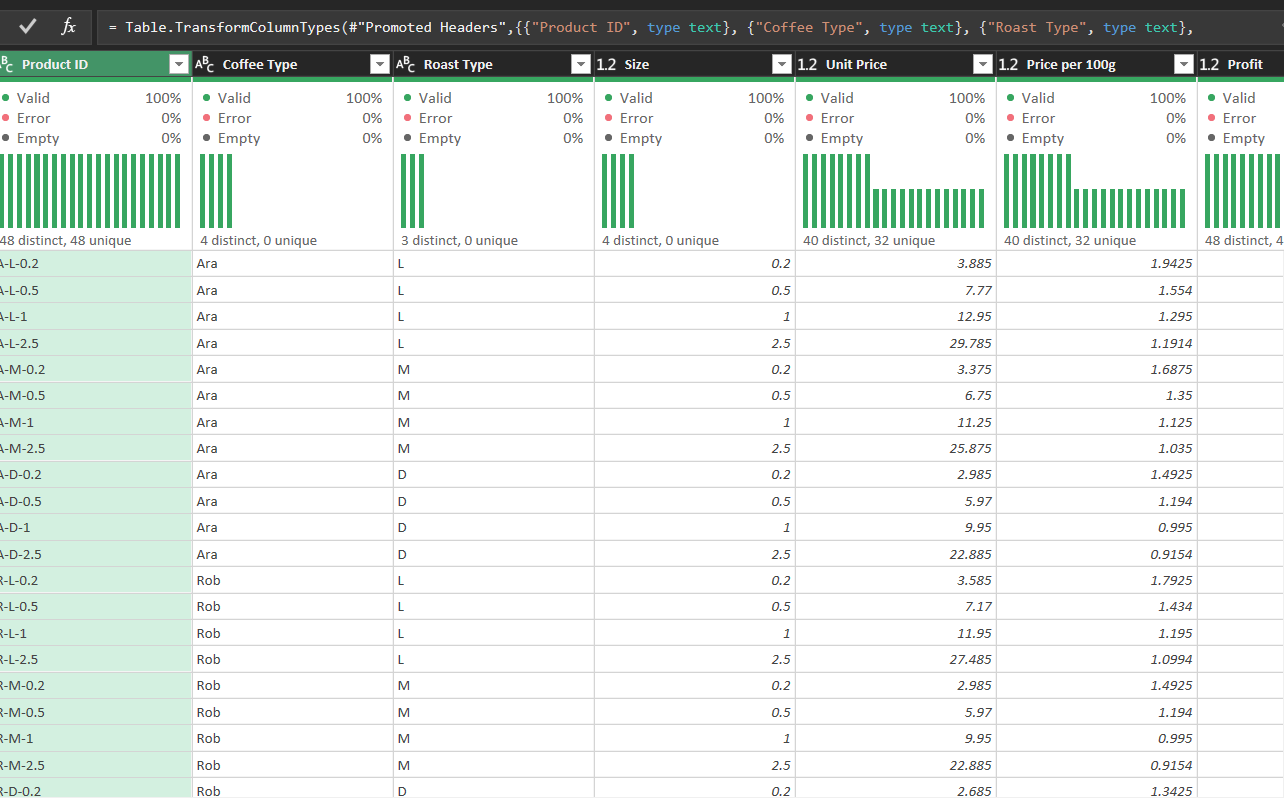 fx = Table.TransformColumnTypes(#"Promoted Headers",{{"Product ID", type text}, {"Coffee Type", type text}, {"Roast Type", type text},
ABC Product ID ABC Coffee Type ABC Roast Type 1.2 Size 1.2 Unit Price 1.2 Price per 100g 1.2 Profit
Valid 100% Valid 100% Valid 100% Valid 100% Valid 100% Valid 100% Valid
Error 0% Error 0% Error 0% Error 0% Error 0% Error 0% Error
Empty 0% Empty 0% Empty 0% Empty 0% Empty 0% Empty 0% Empty
48 distinct, 48 unique 4 distinct, 0 unique 3 distinct, 0 unique 4 distinct, 0 unique 40 distinct, 32 unique 40 distinct, 32 unique 48 distinct, 4
A-L-0.2 Ara L 0.2 3.885 1.9425
A-L-0.5 Ara L 0.5 7.77 1.554
A-L-1 Ara L 1 12.95 1.295
A-L-2.5 Ara L 2.5 29.785 1.1914
A-M-0.2 Ara M 0.2 3.375 1.6875
A-M-0.5 Ara M 0.5 6.75 1.35
A-M-1 Ara M 1 11.25 1.125
A-M-2.5 Ara M 2.5 25.875 1.035
A-D-0.2 Ara D 0.2 2.985 1.4925
A-D-0.5 Ara D 0.5 5.97 1.194
A-D-1 Ara D 1 9.95 0.995
A-D-2.5 Ara D 2.5 22.885 0.9154
R-L-0.2 Rob L 0.2 3.585 1.7925
R-L-0.5 Rob L 0.5 7.17 1.434
R-L-1 Rob L 1 11.95 1.195
R-L-2.5 Rob L 2.5 27.485 1.0994
R-M-0.2 Rob M 0.2 2.985 1.4925
R-M-0.5 Rob M 0.5 5.97 1.194
R-M-1 Rob M 1 9.95 0.995
R-M-2.5 Rob M 2.5 22.885 0.9154
R-D-0.2 Rob D 0.2 2.685 1.3425